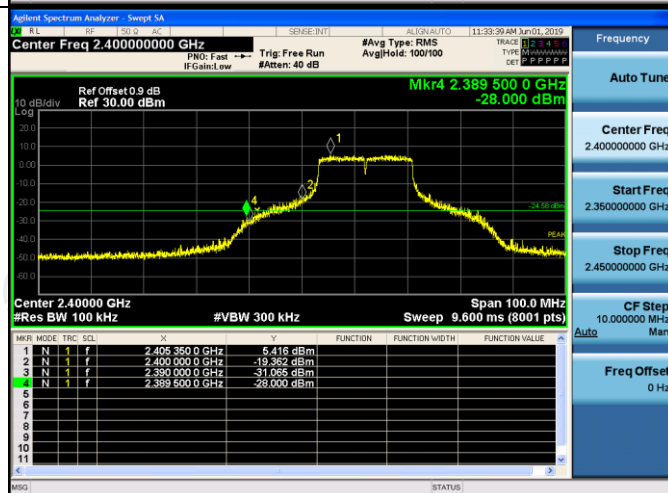 Agilent Spectrum Analyzer - Swept SA
RL RF 50 Ω AC SENSE:INT ALIGN AUTO 11:33:39 AM Jun 01, 2019
Center Freq 2.400000000 GHz
PNO: Fast
IFGain:Low
Trig: Free Run
#Atten: 40 dB
#Avg Type: RMS
Avg|Hold: 100/100
TRACE 1 2 3 4 5 6
TYPE M
DET P P P P P P
Ref Offset 0.9 dB
10 dB/div Ref 30.00 dBm
Log
Mkr4 2.389 500 0 GHz
-28.000 dBm
20.0
10.0
0.00
-10.0
-20.0
-30.0
-40.0
-50.0
-60.0
1
2
4
-24.58 dBm
PEAK
Center 2.40000 GHz Span 100.0 MHz
#Res BW 100 kHz #VBW 300 kHz Sweep 9.600 ms (8001 pts)
MKR MODE TRC SCL X Y FUNCTION FUNCTION WIDTH FUNCTION VALUE
1 N 1 f 2.405 350 0 GHz 5.416 dBm
2 N 1 f 2.400 000 0 GHz -19.362 dBm
3 N 1 f 2.390 000 0 GHz -31.065 dBm
4 N 1 f 2.389 500 0 GHz -28.000 dBm
5
6
7
8
9
10
11
MSG STATUS
Frequency
Auto Tune
Center Freq
2.400000000 GHz
Start Freq
2.350000000 GHz
Stop Freq
2.450000000 GHz
CF Step
10.000000 MHz
Auto Man
Freq Offset
0 Hz